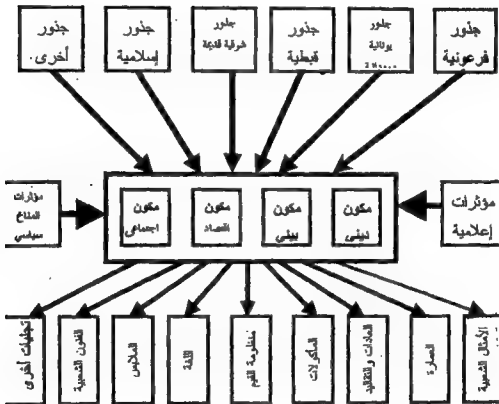 جذور
فرعونية
جذور
يونانية
جذور
قبطية
جذور
شرقية قديمة
جذور
إسلامية
جذور
أخرى
مؤثرات
إعلامية
مكون
ديني
مكون
بيئي
مكون
اقتصاد
مكون
اجتماعي
مؤثرات
المناخ
سياسي
الأمثال الشعبية
العمارة
العادات والتقاليد
المأكولات
منظومة القيم
اللغة
الملابس
الفنون الشعبية
تجليات أخرى